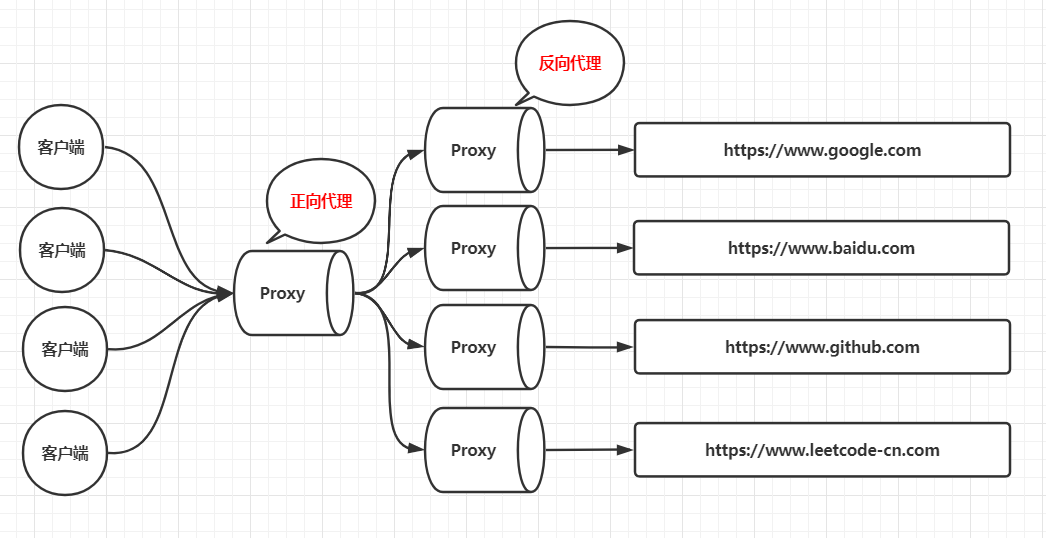 反向代理
客户端
Proxy
https://www.google.com
正向代理
客户端
Proxy
https://www.baidu.com
Proxy
客户端
Proxy
https://www.github.com
客户端
Proxy
https://www.leetcode-cn.com